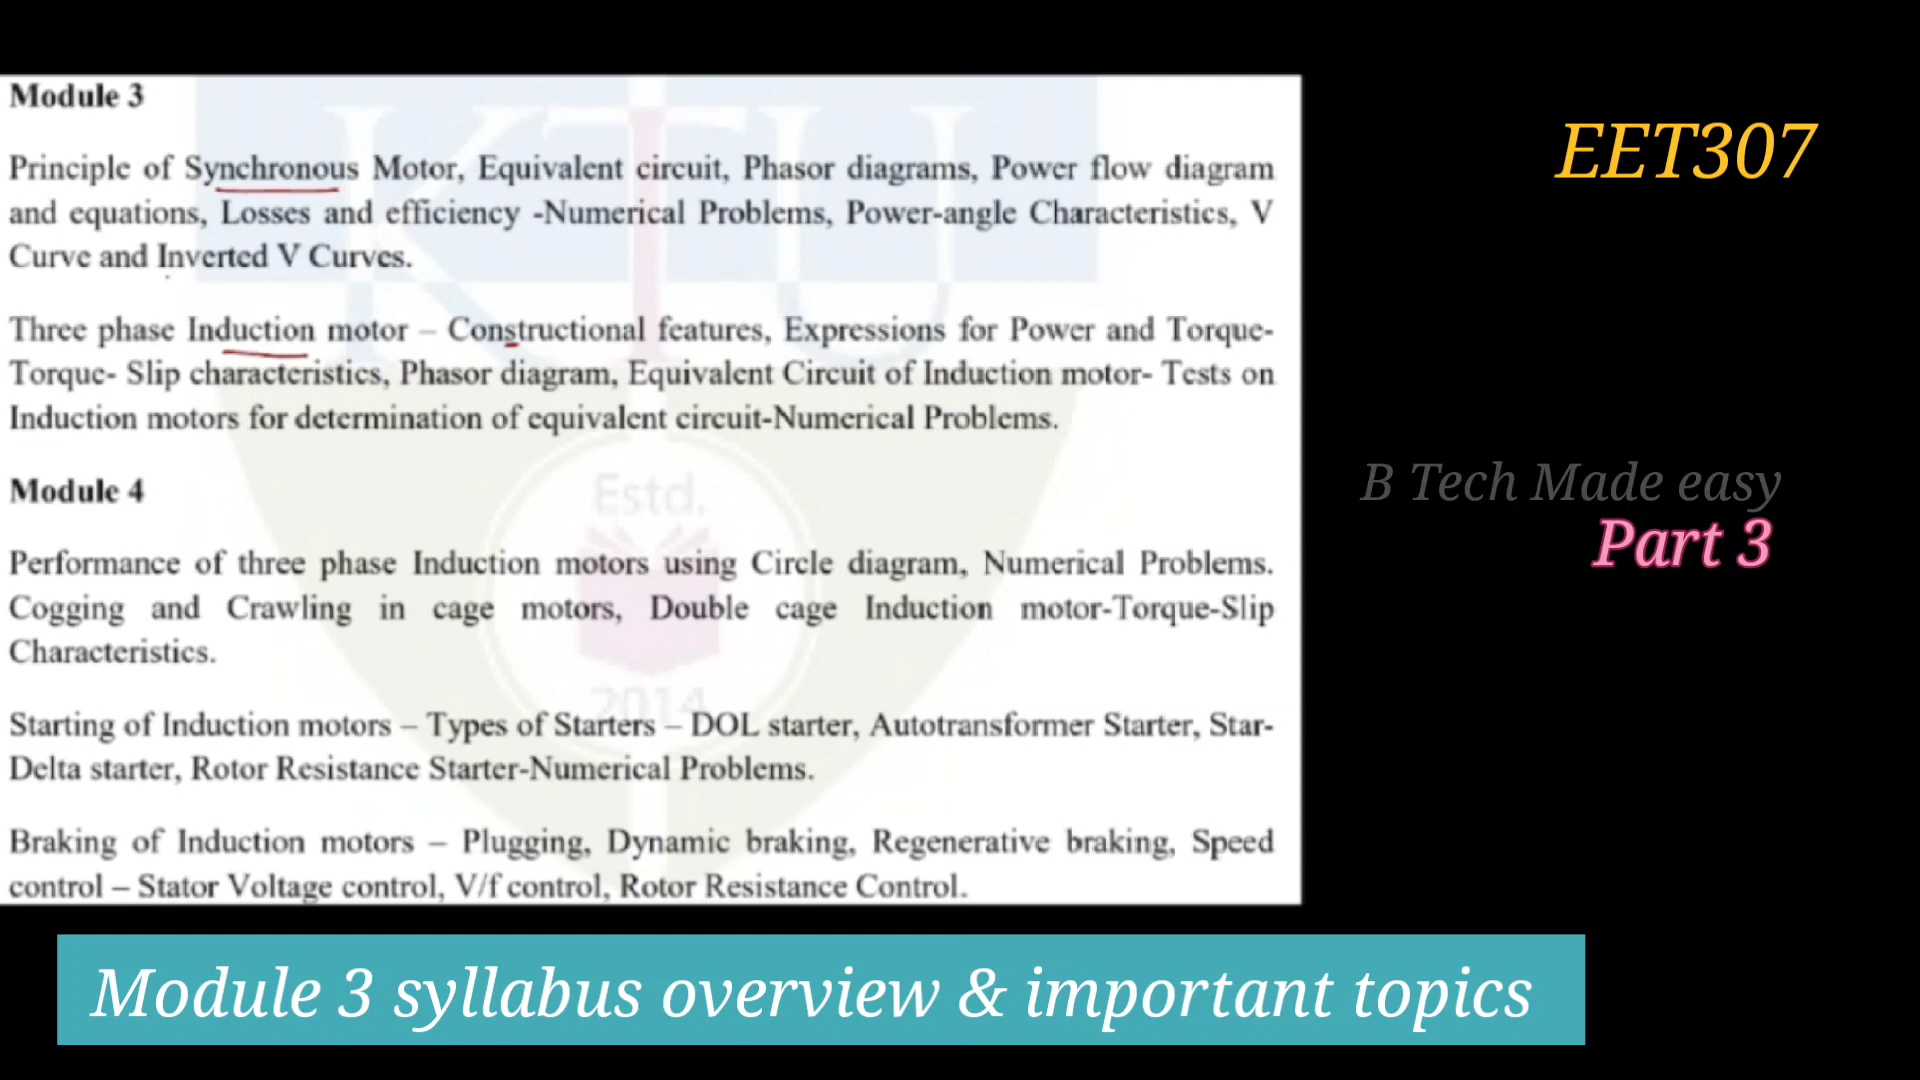 Module 3
Principle of Synchronous Motor, Equivalent circuit, Phasor diagrams, Power flow diagram
and equations, Losses and efficiency -Numerical Problems, Power-angle Characteristics, V
Curve and Inverted V Curves.
Three phase Induction motor – Constructional features, Expressions for Power and Torque-
Torque- Slip characteristics, Phasor diagram, Equivalent Circuit of Induction motor- Tests on
Induction motors for determination of equivalent circuit-Numerical Problems.
Module 4
Performance of three phase Induction motors using Circle diagram, Numerical Problems.
Cogging and Crawling in cage motors, Double cage Induction motor-Torque-Slip
Characteristics.
Starting of Induction motors – Types of Starters – DOL starter, Autotransformer Starter, Star-
Delta starter, Rotor Resistance Starter-Numerical Problems.
Braking of Induction motors – Plugging, Dynamic braking, Regenerative braking, Speed
control – Stator Voltage control, V/f control, Rotor Resistance Control.
KTU
Estd.
2014
EET307
B Tech Made easy
Part 3
Module 3 syllabus overview & important topics